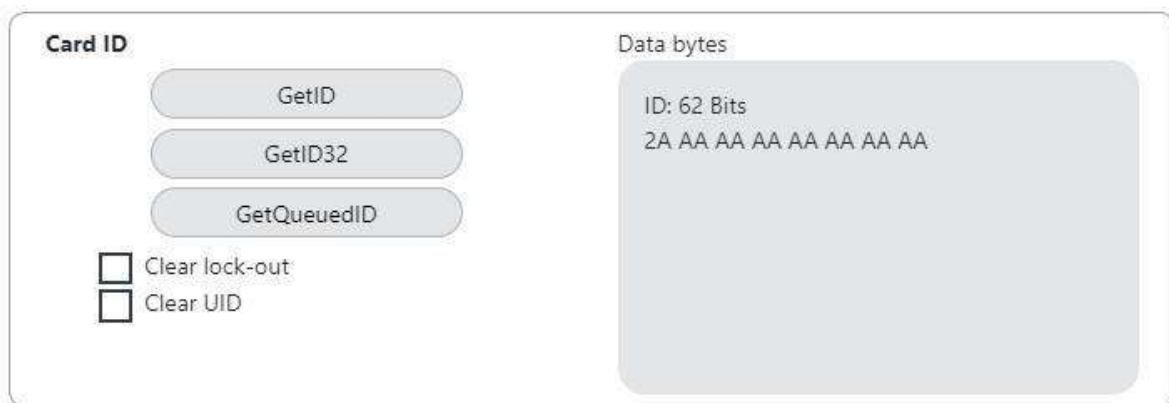 Card ID
GetID
GetID32
GetQueuedID
Clear lock-out
Clear UID
Data bytes
ID: 62 Bits
2A AA AA AA AA AA AA AA